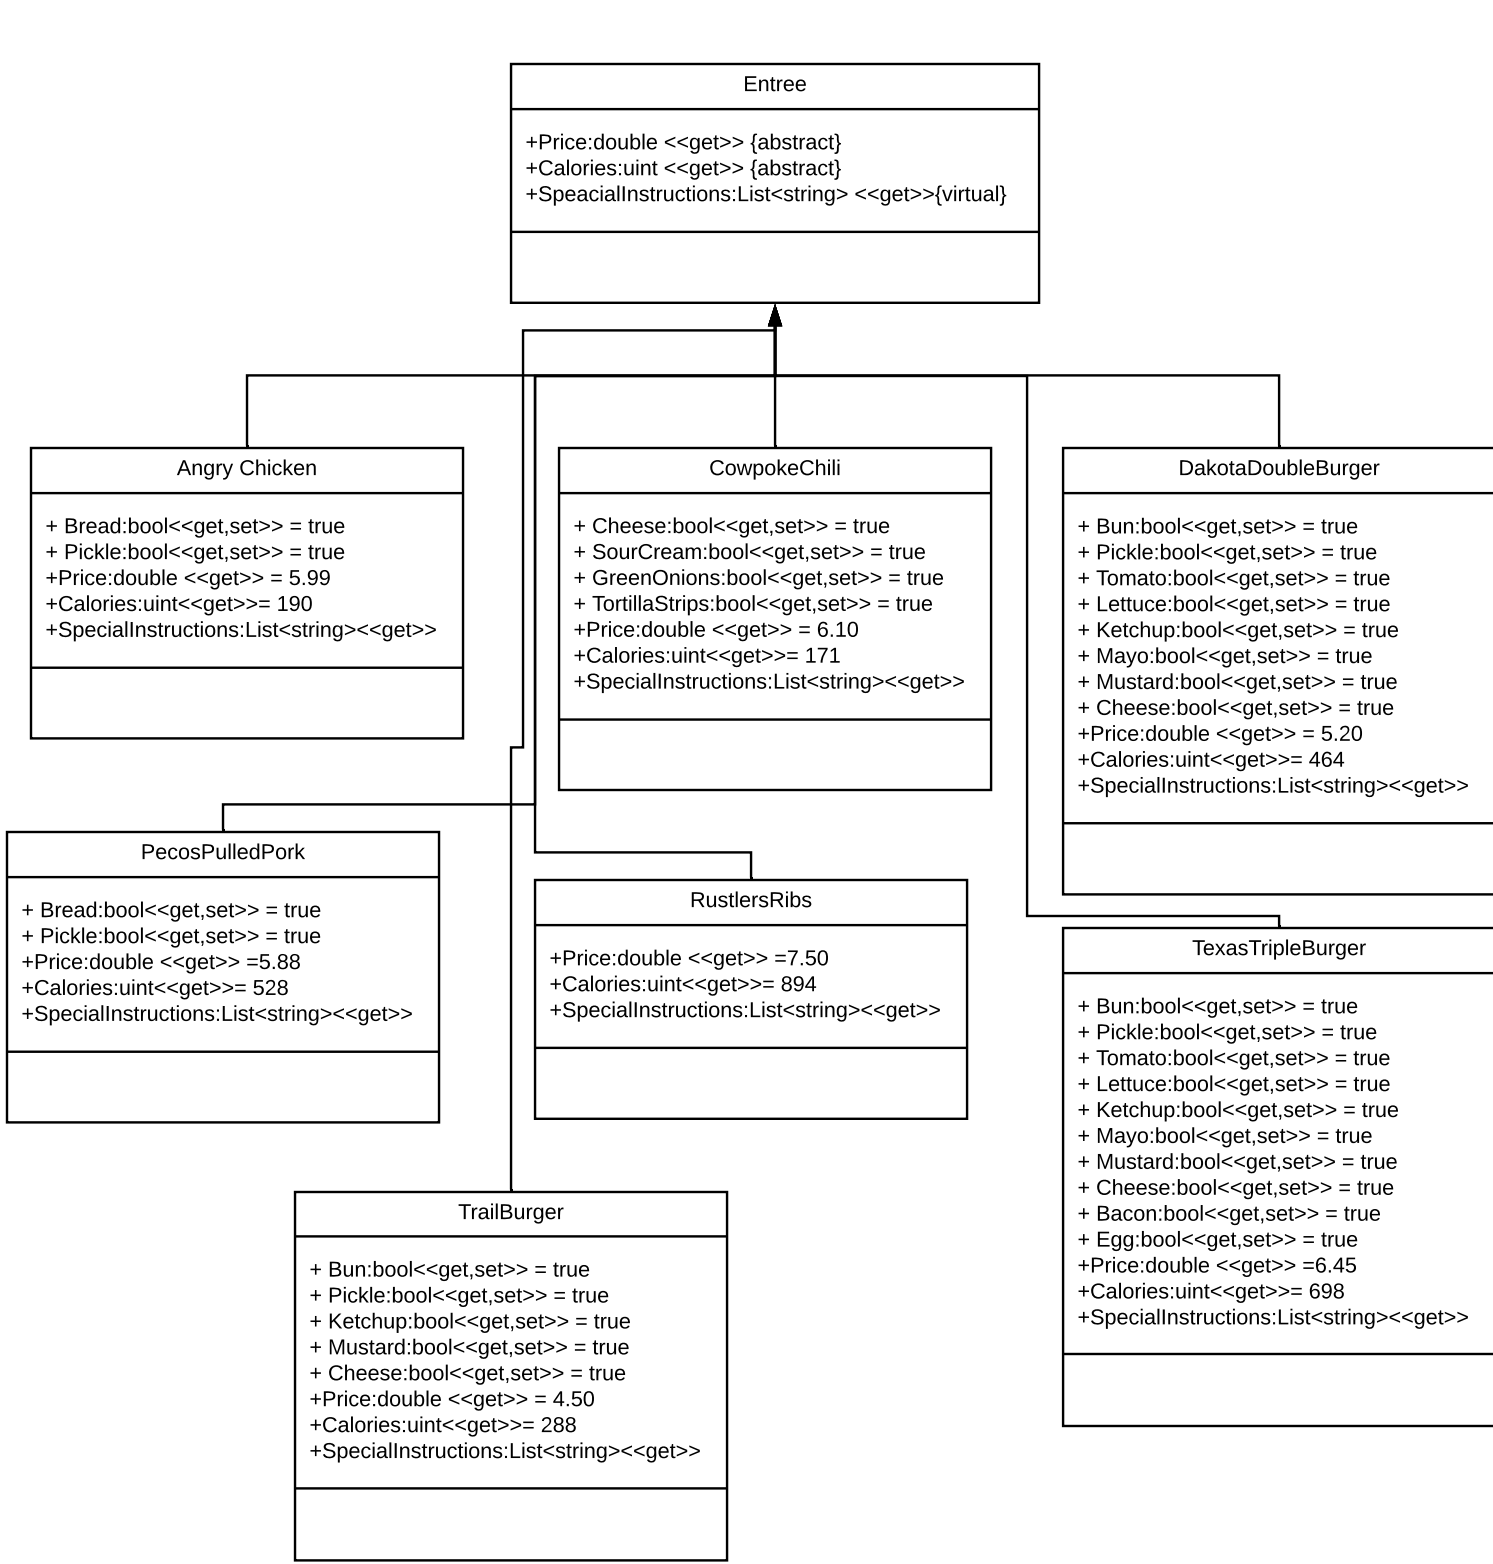 Entree
+Price:double <<get>> {abstract}
+Calories:uint <<get>> {abstract}
+SpeacialInstructions:List<string> <<get>>{virtual}
Angry Chicken
+ Bread:bool<<get,set>> = true
+ Pickle:bool<<get,set>> = true
+Price:double <<get>> = 5.99
+Calories:uint<<get>>= 190
+SpecialInstructions:List<string><<get>>
CowpokeChili
+ Cheese:bool<<get,set>> = true
+ SourCream:bool<<get,set>> = true
+ GreenOnions:bool<<get,set>> = true
+ TortillaStrips:bool<<get,set>> = true
+Price:double <<get>> = 6.10
+Calories:uint<<get>>= 171
+SpecialInstructions:List<string><<get>>
DakotaDoubleBurger
+ Bun:bool<<get,set>> = true
+ Pickle:bool<<get,set>> = true
+ Tomato:bool<<get,set>> = true
+ Lettuce:bool<<get,set>> = true
+ Ketchup:bool<<get,set>> = true
+ Mayo:bool<<get,set>> = true
+ Mustard:bool<<get,set>> = true
+ Cheese:bool<<get,set>> = true
+Price:double <<get>> = 5.20
+Calories:uint<<get>>= 464
+SpecialInstructions:List<string><<get>>
PecosPulledPork
+ Bread:bool<<get,set>> = true
+ Pickle:bool<<get,set>> = true
+Price:double <<get>> =5.88
+Calories:uint<<get>>= 528
+SpecialInstructions:List<string><<get>>
RustlersRibs
+Price:double <<get>> =7.50
+Calories:uint<<get>>= 894
+SpecialInstructions:List<string><<get>>
TexasTripleBurger
+ Bun:bool<<get,set>> = true
+ Pickle:bool<<get,set>> = true
+ Tomato:bool<<get,set>> = true
+ Lettuce:bool<<get,set>> = true
+ Ketchup:bool<<get,set>> = true
+ Mayo:bool<<get,set>> = true
+ Mustard:bool<<get,set>> = true
+ Cheese:bool<<get,set>> = true
+ Bacon:bool<<get,set>> = true
+ Egg:bool<<get,set>> = true
+Price:double <<get>> =6.45
+Calories:uint<<get>>= 698
+SpecialInstructions:List<string><<get>>
TrailBurger
+ Bun:bool<<get,set>> = true
+ Pickle:bool<<get,set>> = true
+ Ketchup:bool<<get,set>> = true
+ Mustard:bool<<get,set>> = true
+ Cheese:bool<<get,set>> = true
+Price:double <<get>> = 4.50
+Calories:uint<<get>>= 288
+SpecialInstructions:List<string><<get>>